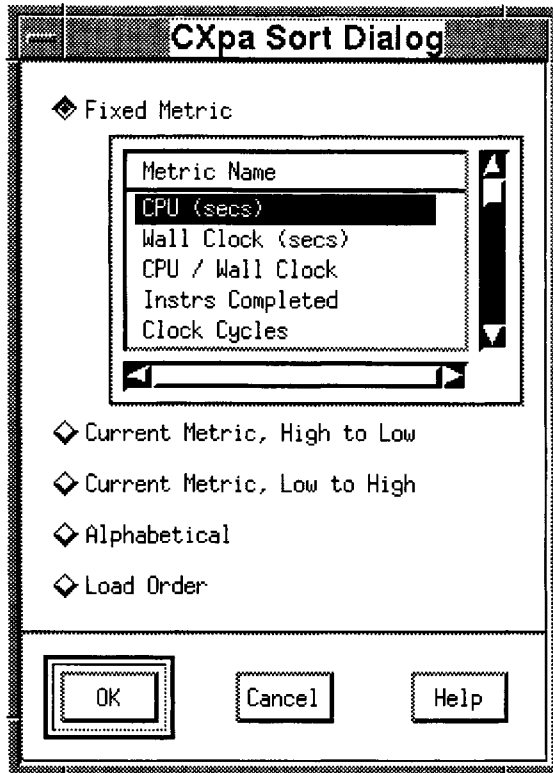 CXpa Sort Dialog
Fixed Metric
Metric Name
CPU (secs)
Wall Clock (secs)
CPU / Wall Clock
Instrs Completed
Clock Cycles
Current Metric, High to Low
Current Metric, Low to High
Alphabetical
Load Order
OK Cancel Help